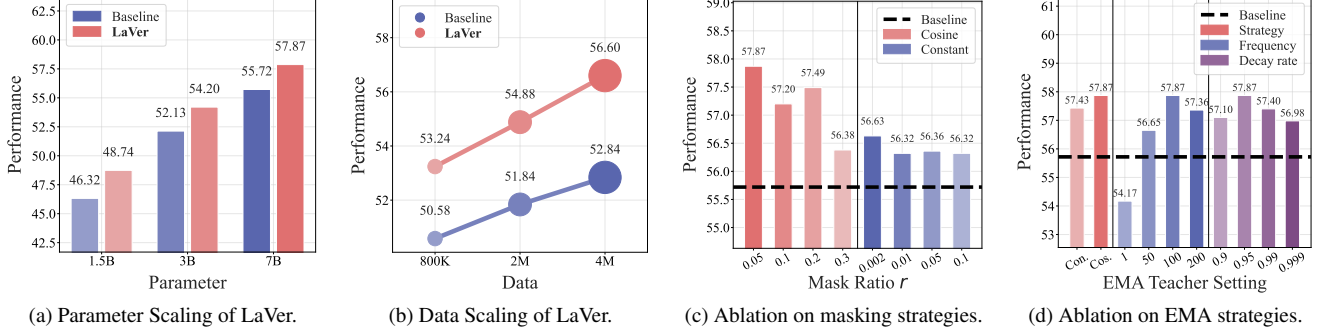 62.5
60.0
57.5
55.0
52.5
50.0
47.5
45.0
42.5
Performance
Baseline
LaVer
46.32
48.74
52.13
54.20
55.72
57.87
1.5B
3B
7B
Parameter
(a) Parameter Scaling of LaVer.
58
56
54
52
Performance
Baseline
LaVer
53.24
54.88
56.60
50.58
51.84
52.84
800K
2M
4M
Data
(b) Data Scaling of LaVer.
59.0
58.5
58.0
57.5
57.0
56.5
56.0
55.5
55.0
Performance
Baseline
Cosine
Constant
57.87
57.20
57.49
56.38
56.63
56.32
56.36
56.32
0.05
0.1
0.2
0.3
0.002
0.01
0.05
0.1
Mask Ratio r
(c) Ablation on masking strategies.
61
60
59
58
57
56
55
54
53
Performance
Baseline
Strategy
Frequency
Decay rate
57.43
57.87
54.17
56.65
57.87
57.36
57.10
57.87
57.40
56.98
Con.
Cos.
1
50
100
200
0.9
0.95
0.99
0.999
EMA Teacher Setting
(d) Ablation on EMA strategies.